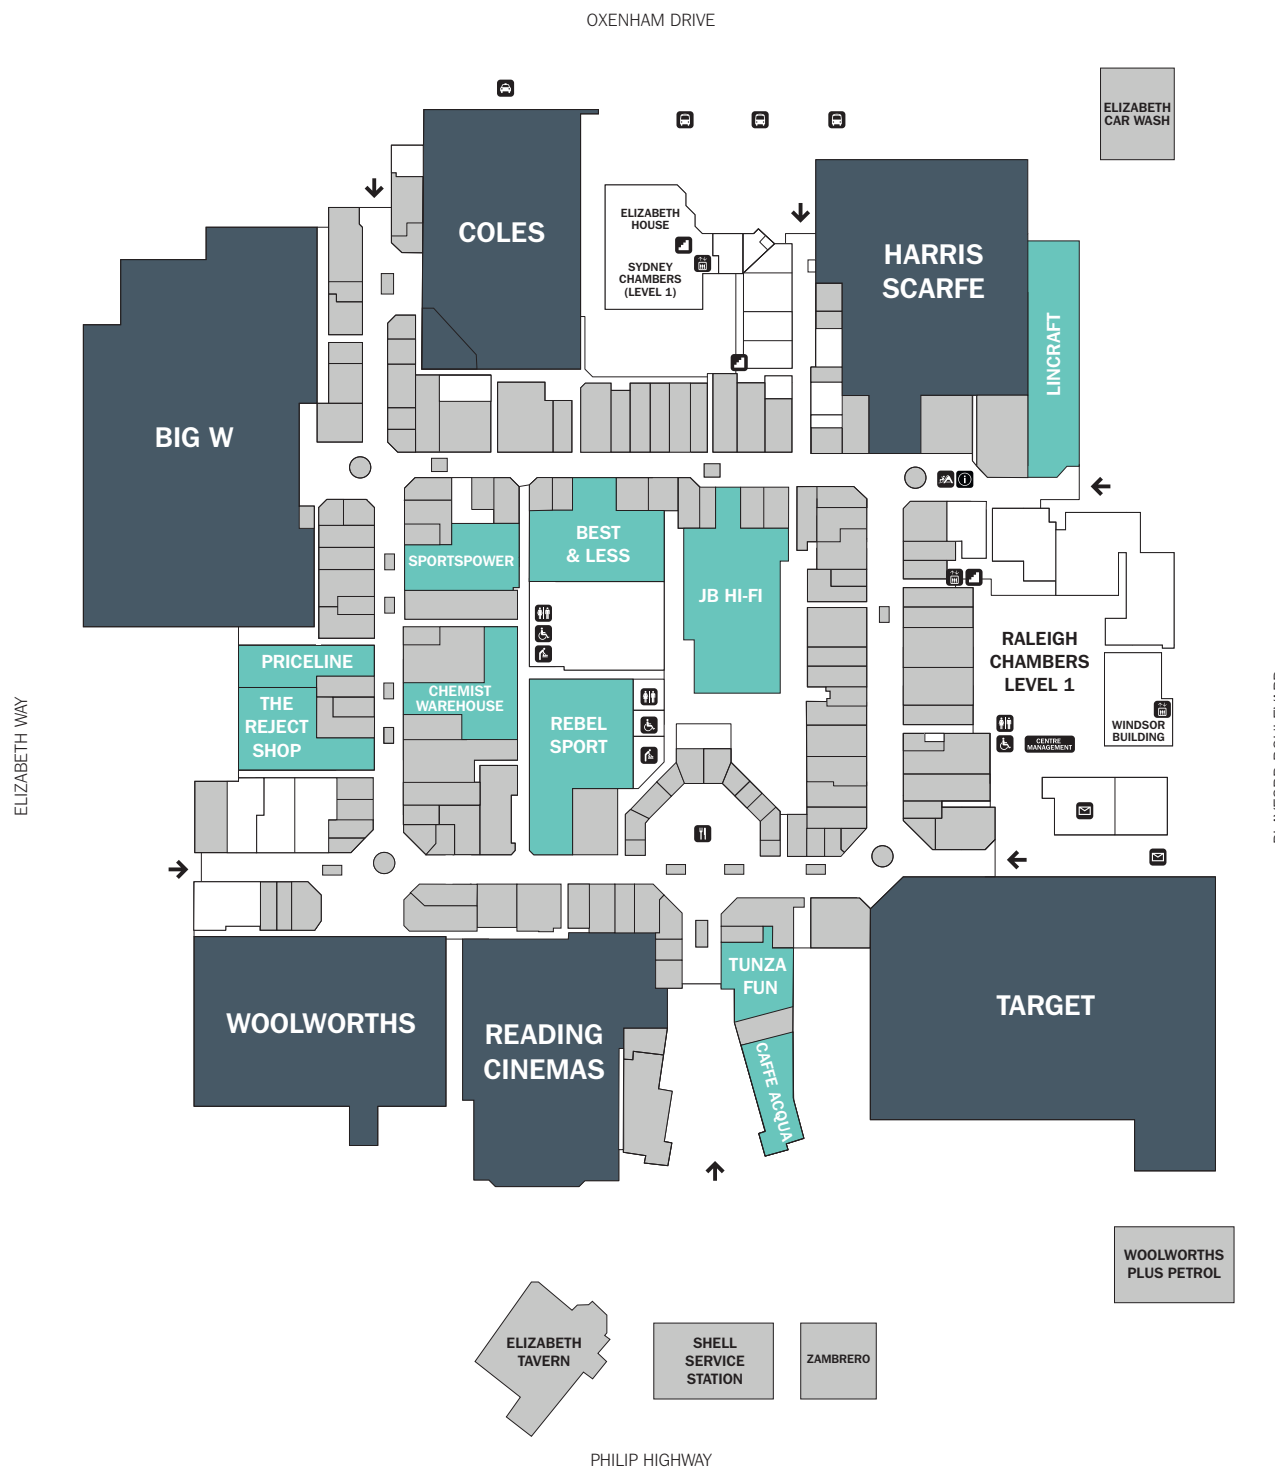 OXENHAM DRIVE
ELIZABETH
CAR WASH
COLES
ELIZABETH
HOUSE
SYDNEY
CHAMBERS
(LEVEL 1)
HARRIS
SCARFE
LINCRAFT
BIG W
SPORTSPOWER
BEST
& LESS
JB HI-FI
PRICELINE
THE
REJECT
SHOP
CHEMIST
WAREHOUSE
REBEL
SPORT
RALEIGH
CHAMBERS
LEVEL 1
WINDSOR
BUILDING
CENTRE
MANAGEMENT
ELIZABETH WAY
WOOLWORTHS
READING
CINEMAS
TUNZA
FUN
CAFFE ACQUA
TARGET
WOOLWORTHS
PLUS PETROL
ELIZABETH
TAVERN
SHELL
SERVICE
STATION
ZAMBRERO
PHILIP HIGHWAY